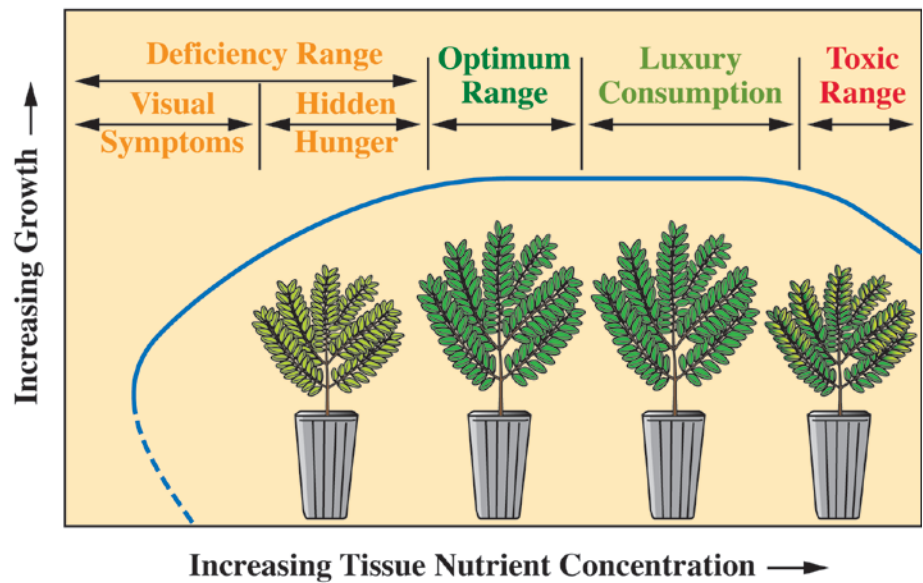 Deficiency Range
Visual
Symptoms
Hidden
Hunger
Optimum
Range
Luxury
Consumption
Toxic
Range
Increasing Growth
Increasing Tissue Nutrient Concentration